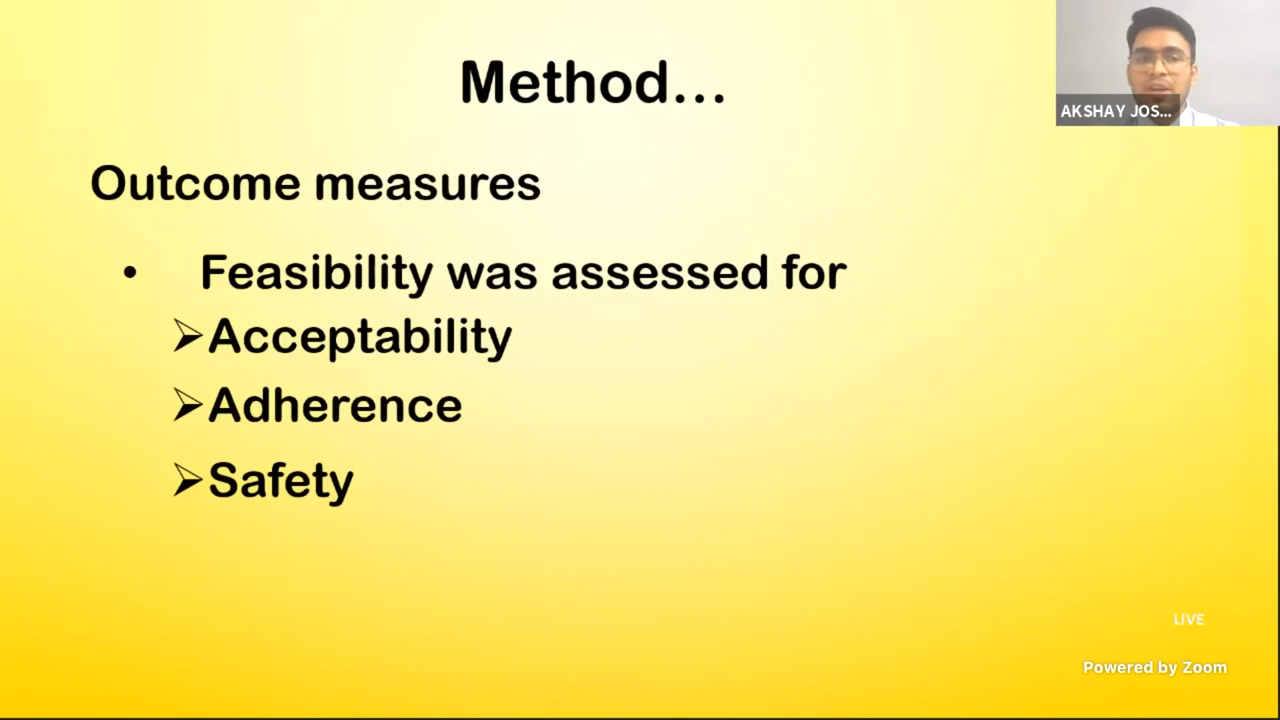 Method...
AKSHAY JOS...
Outcome measures
• Feasibility was assessed for
➢Acceptability
➢Adherence
➢Safety
LIVE
Powered by Zoom